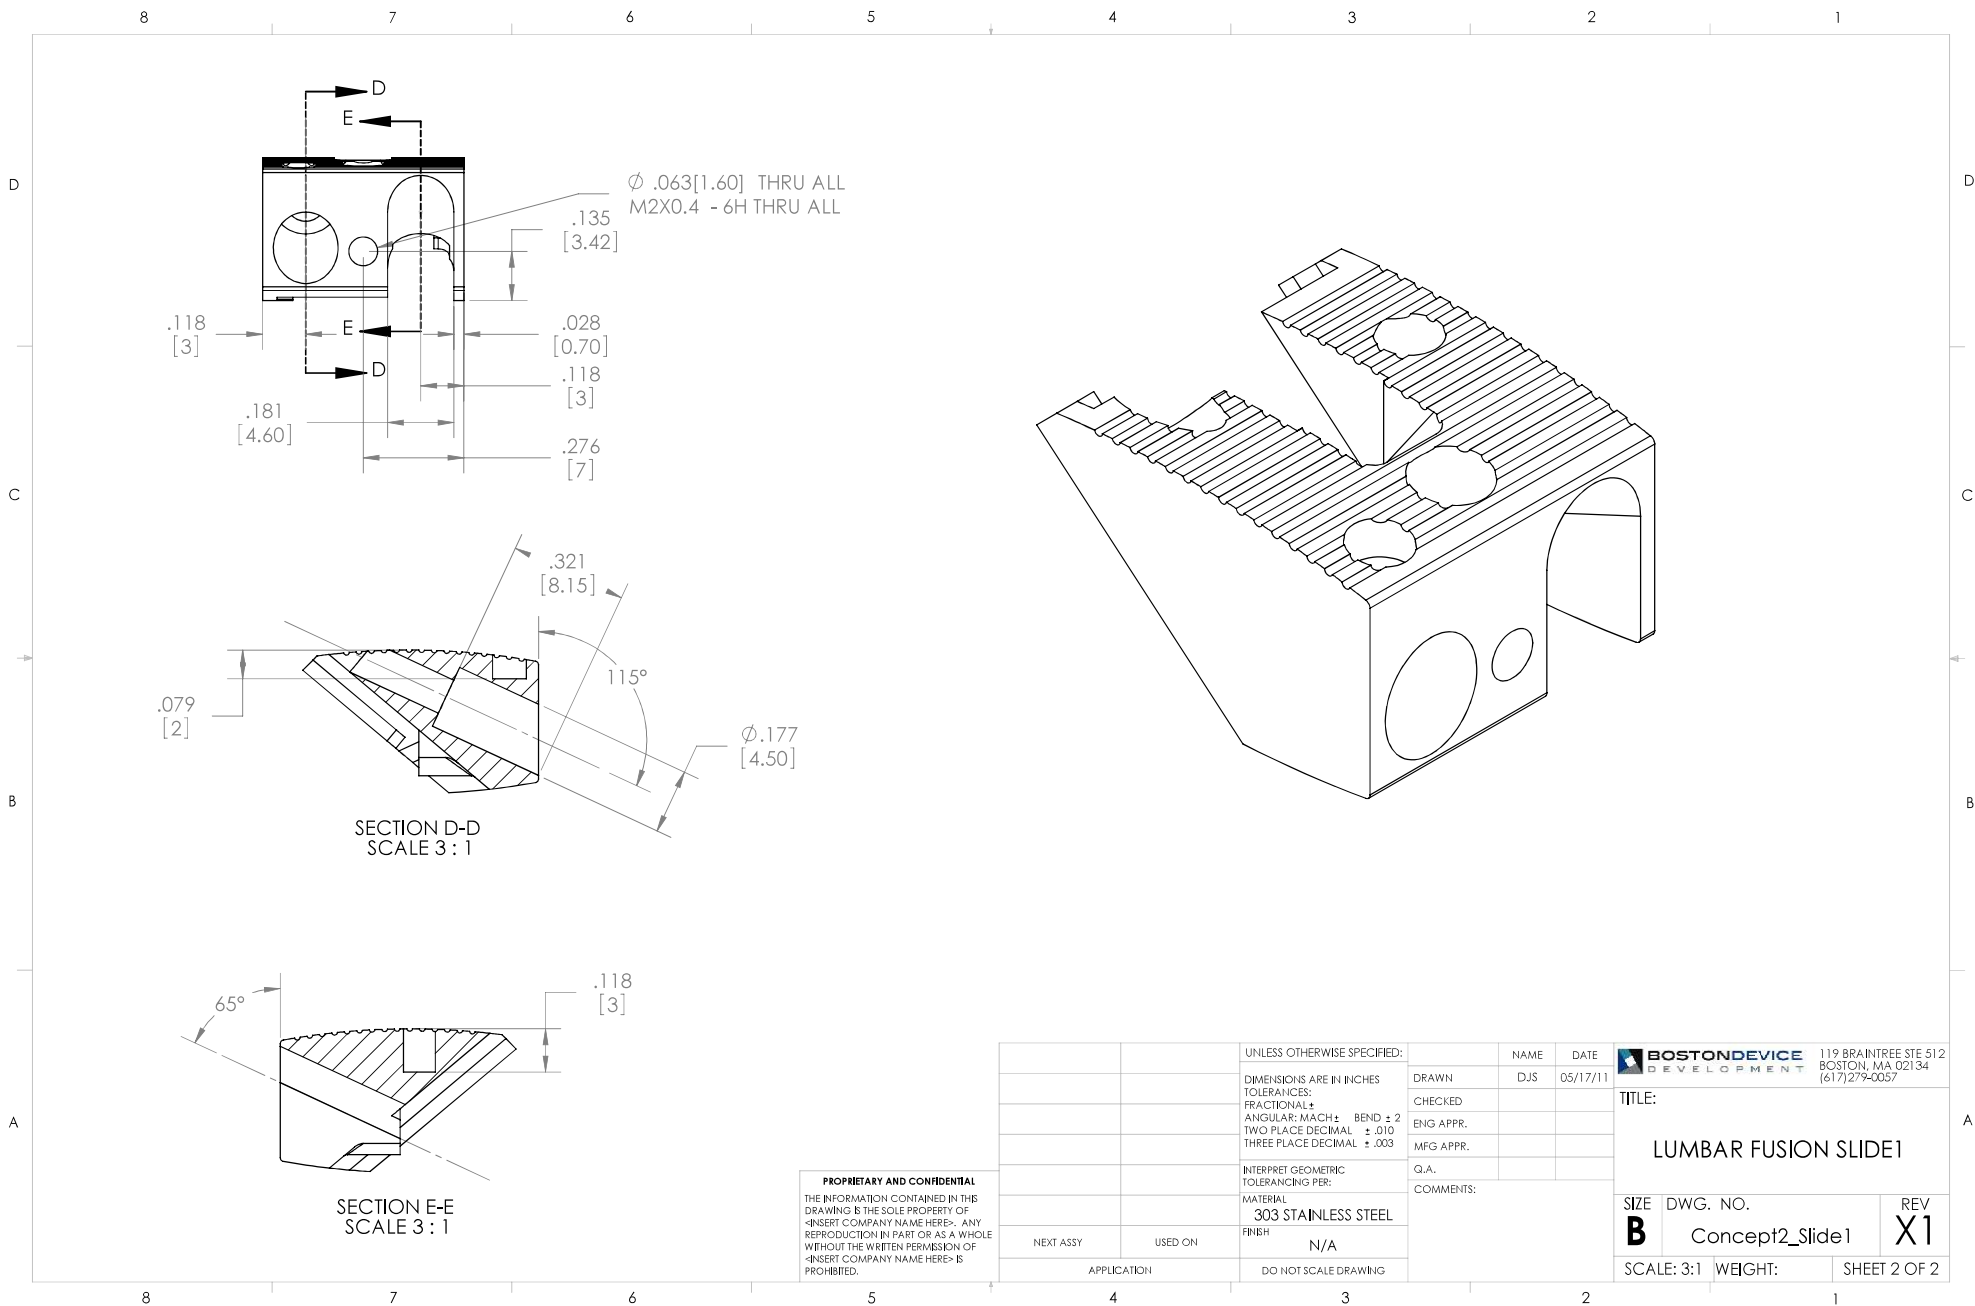 8 7 6 5 4 3 2 1
D
D
D
E
Ø .063[1.60] THRU ALL
M2X0.4 - 6H THRU ALL
.135
[3.42]
.118
[3]
E
D
.028
[0.70]
.118
[3]
.181
[4.60]
.276
[7]
C
C
.321
[8.15]
115°
.079
[2]
Ø.177
[4.50]
B
B
SECTION D-D
SCALE 3 : 1
65°
.118
[3]
SECTION E-E
SCALE 3 : 1
A
A
PROPRIETARY AND CONFIDENTIAL
THE INFORMATION CONTAINED IN THIS
DRAWING IS THE SOLE PROPERTY OF
<INSERT COMPANY NAME HERE>. ANY
REPRODUCTION IN PART OR AS A WHOLE
WITHOUT THE WRITTEN PERMISSION OF
<INSERT COMPANY NAME HERE> IS
PROHIBITED.
NEXT ASSY
USED ON
APPLICATION
UNLESS OTHERWISE SPECIFIED:
DIMENSIONS ARE IN INCHES
TOLERANCES:
FRACTIONAL±
ANGULAR: MACH± BEND ± 2
TWO PLACE DECIMAL ± .010
THREE PLACE DECIMAL ± .003
INTERPRET GEOMETRIC
TOLERANCING PER:
MATERIAL
303 STAINLESS STEEL
FINISH
N/A
DO NOT SCALE DRAWING
NAME DATE
DRAWN DJS 05/17/11
CHECKED
ENG APPR.
MFG APPR.
Q.A.
COMMENTS:
BOSTONDEVICE
DEVELOPMENT
119 BRAINTREE STE 512
BOSTON, MA 02134
(617)279-0057
TITLE:
LUMBAR FUSION SLIDE1
SIZE
B
DWG. NO.
Concept2_Slide1
REV
X1
SCALE: 3:1 WEIGHT: SHEET 2 OF 2
8 7 6 5 4 3 2 1